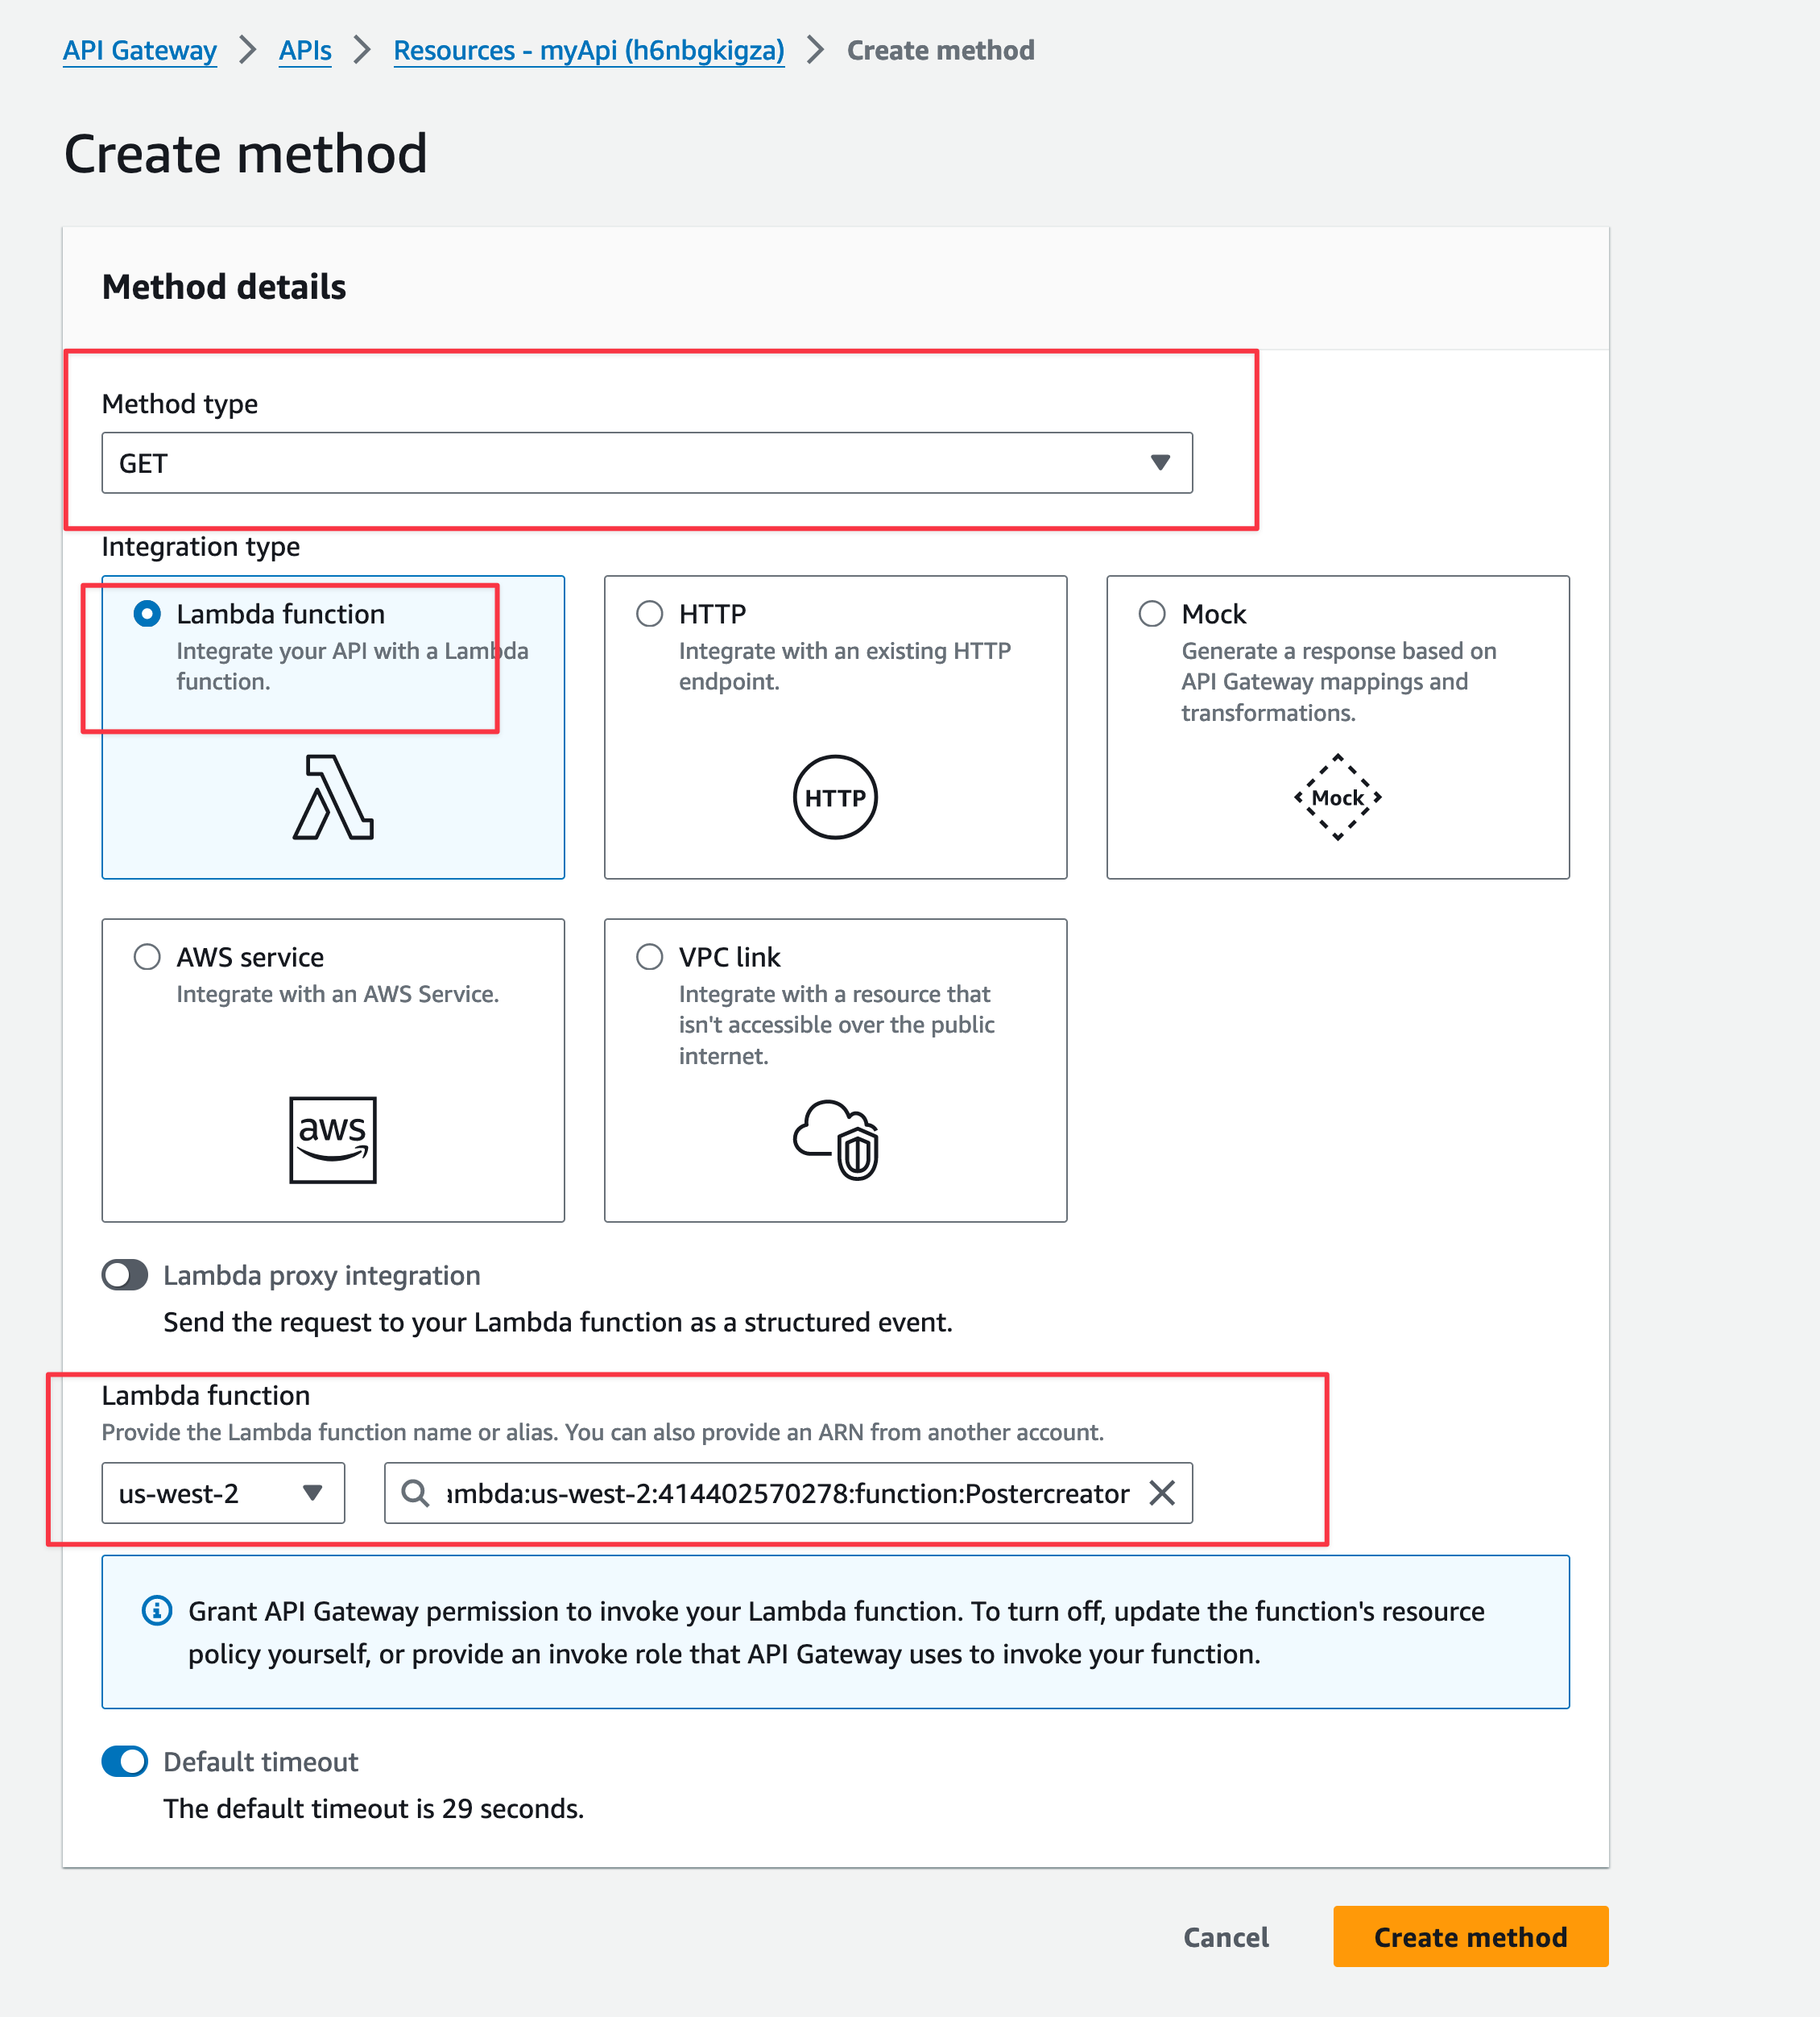 API Gateway > APIs > Resources - myApi (h6nbgkigza) > Create method
Create method
Method details
Method type
GET
Integration type
Lambda function
Integrate your API with a Lambda
function.
HTTP
Integrate with an existing HTTP
endpoint.
HTTP
Mock
Generate a response based on
API Gateway mappings and
transformations.
Mock
AWS service
Integrate with an AWS Service.
aws
VPC link
Integrate with a resource that
isn't accessible over the public
internet.
Lambda proxy integration
Send the request to your Lambda function as a structured event.
Lambda function
Provide the Lambda function name or alias. You can also provide an ARN from another account.
us-west-2
ambda:us-west-2:414402570278:function:Postercreator
Grant API Gateway permission to invoke your Lambda function. To turn off, update the function's resource
policy yourself, or provide an invoke role that API Gateway uses to invoke your function.
Default timeout
The default timeout is 29 seconds.
Cancel
Create method